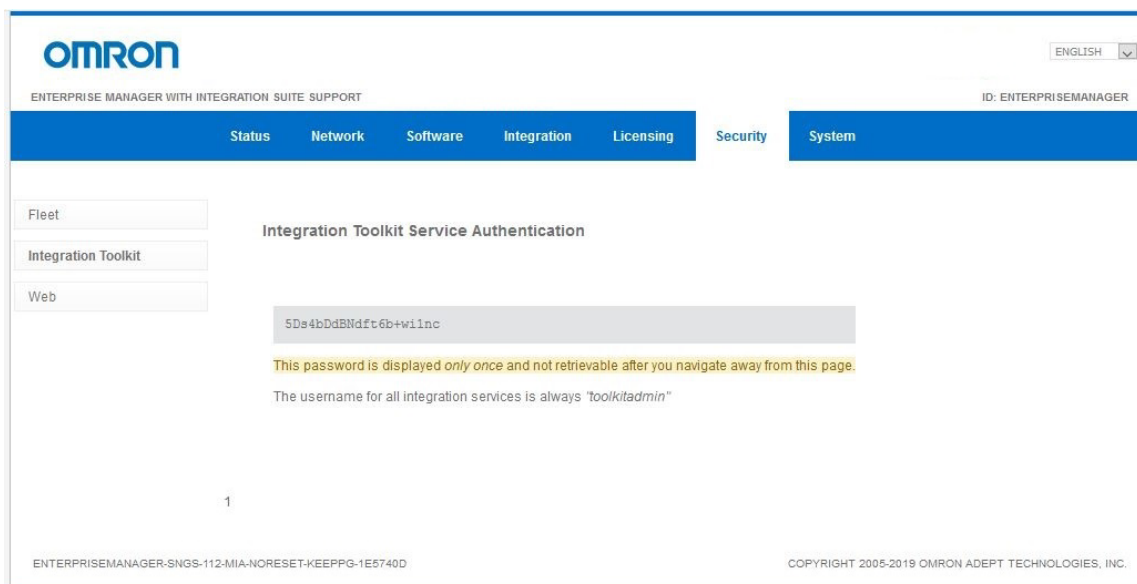 OMRON
ENGLISH
ENTERPRISE MANAGER WITH INTEGRATION SUITE SUPPORT
ID: ENTERPRISEMANAGER
Status Network Software Integration Licensing Security System
Fleet
Integration Toolkit
Web
Integration Toolkit Service Authentication
5Ds4bDdBNdft6b+wi1nc
This password is displayed only once and not retrievable after you navigate away from this page.
The username for all integration services is always "toolkitadmin"
1
ENTERPRISEMANAGER-SNGS-112-MIA-NORESET-KEEPPG-1E5740D
COPYRIGHT 2005-2019 OMRON ADEPT TECHNOLOGIES, INC.